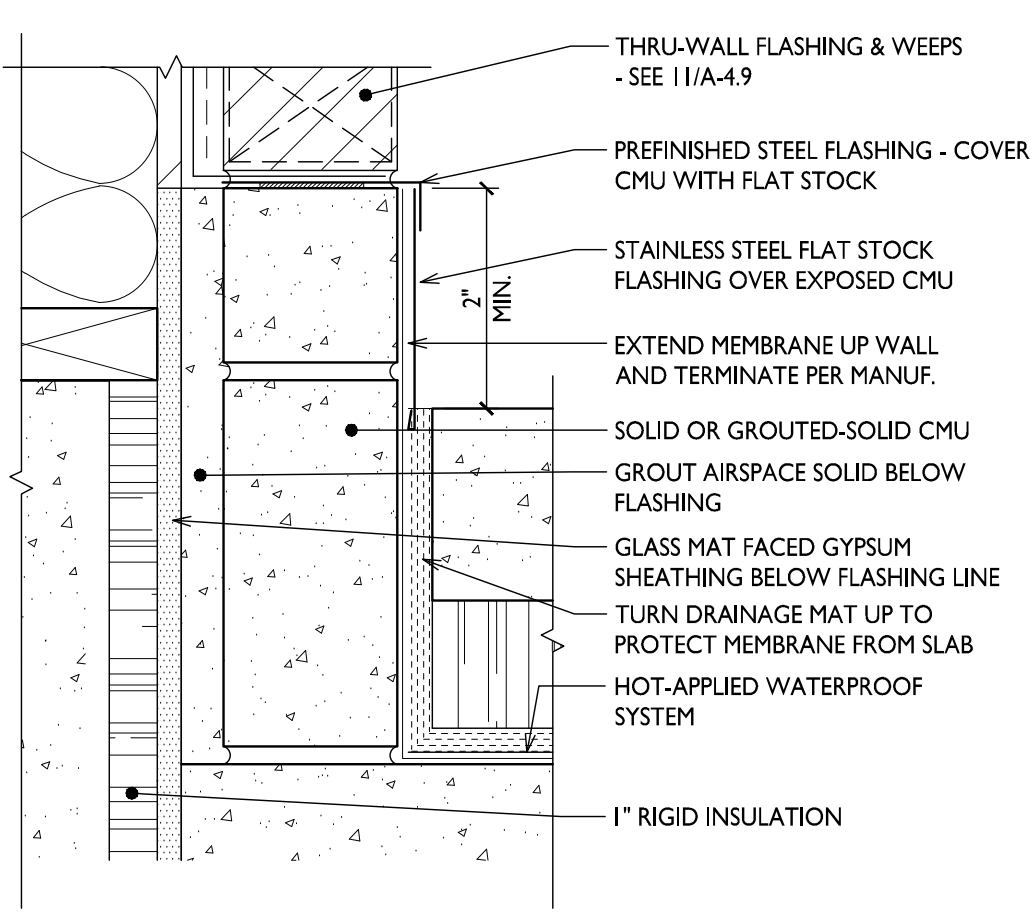 THRU-WALL FLASHING & WEEPS
- SEE 11/A-4.9
PREFINISHED STEEL FLASHING - COVER
CMU WITH FLAT STOCK
STAINLESS STEEL FLAT STOCK
FLASHING OVER EXPOSED CMU
2"
MIN.
EXTEND MEMBRANE UP WALL
AND TERMINATE PER MANUF.
SOLID OR GROUTED-SOLID CMU
GROUT AIRSPACE SOLID BELOW
FLASHING
GLASS MAT FACED GYPSUM
SHEATHING BELOW FLASHING LINE
TURN DRAINAGE MAT UP TO
PROTECT MEMBRANE FROM SLAB
HOT-APPLIED WATERPROOF
SYSTEM
1" RIGID INSULATION